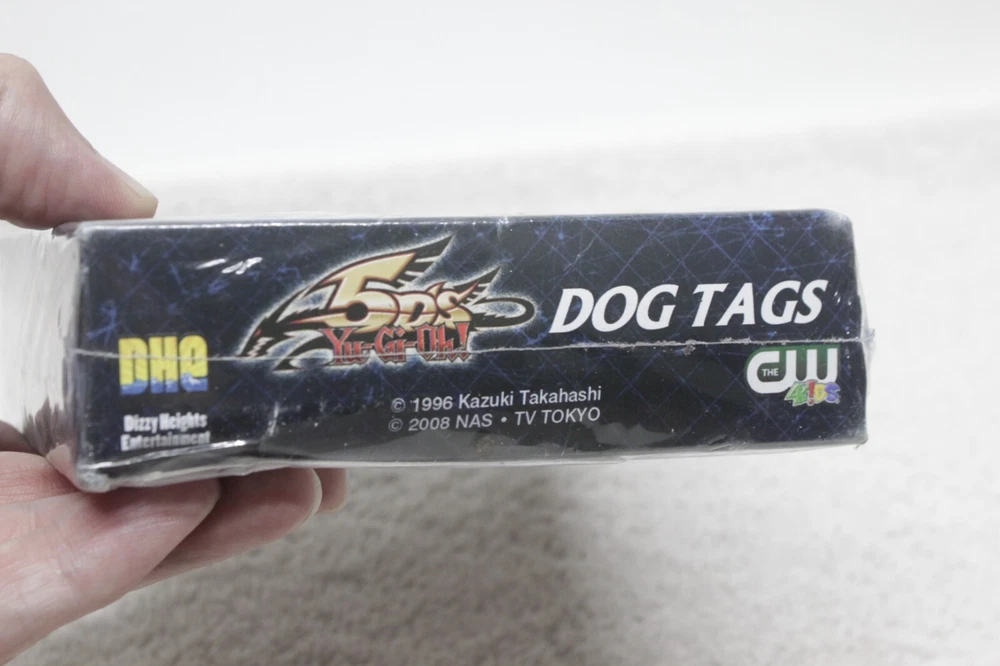 5D's
Yu-Gi-Oh!
DOG TAGS
DHQ
Dizzy Heights
Entertainment
© 1996 Kazuki Takahashi
© 2008 NAS • TV TOKYO
THE CW
4KiDS